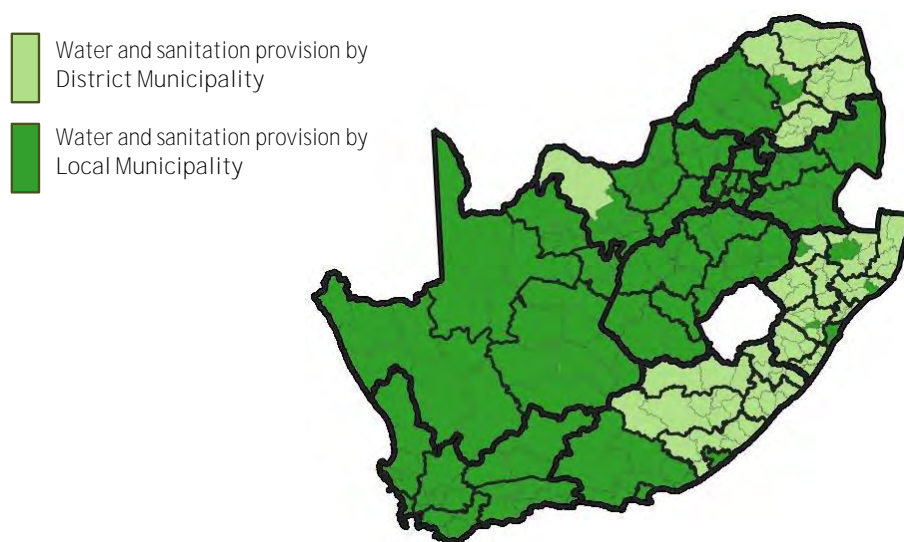 Water and sanitation provision by
District Municipality
Water and sanitation provision by
Local Municipality